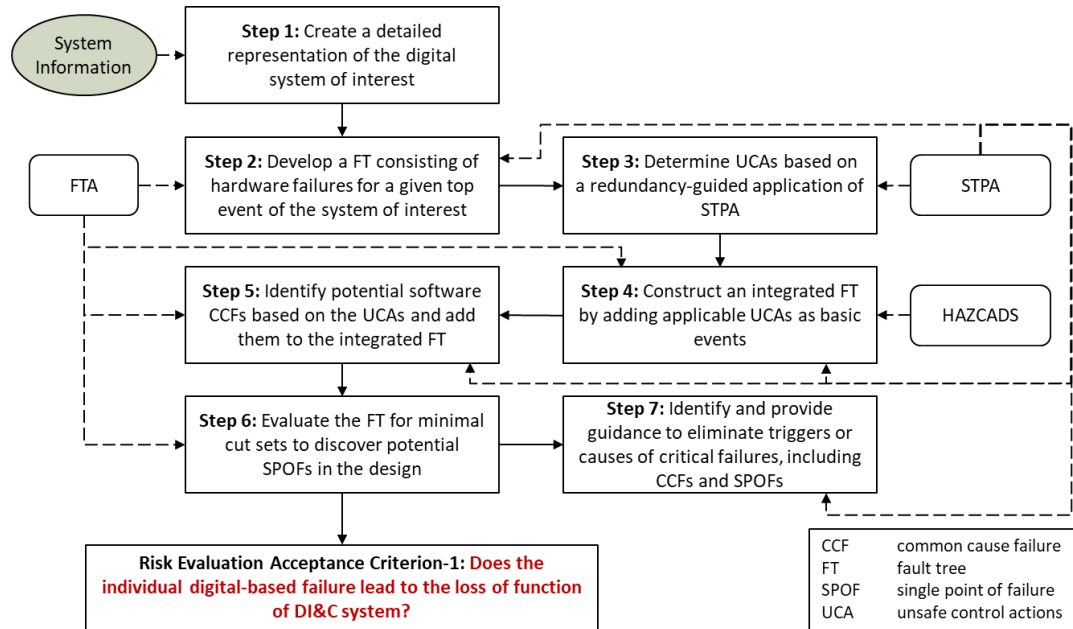 System
Information
Step 1: Create a detailed
representation of the digital
system of interest
FTA
Step 2: Develop a FT consisting of
hardware failures for a given top
event of the system of interest
Step 3: Determine UCAs based on
a redundancy-guided application of
STPA
STPA
Step 5: Identify potential software
CCFs based on the UCAs and add
them to the integrated FT
Step 4: Construct an integrated FT
by adding applicable UCAs as basic
events
HAZCADS
Step 6: Evaluate the FT for minimal
cut sets to discover potential
SPOFs in the design
Step 7: Identify and provide
guidance to eliminate triggers or
causes of critical failures, including
CCFs and SPOFs
Risk Evaluation Acceptance Criterion-1: Does the
individual digital-based failure lead to the loss of function
of DI&C system?
CCF common cause failure
FT fault tree
SPOF single point of failure
UCA unsafe control actions